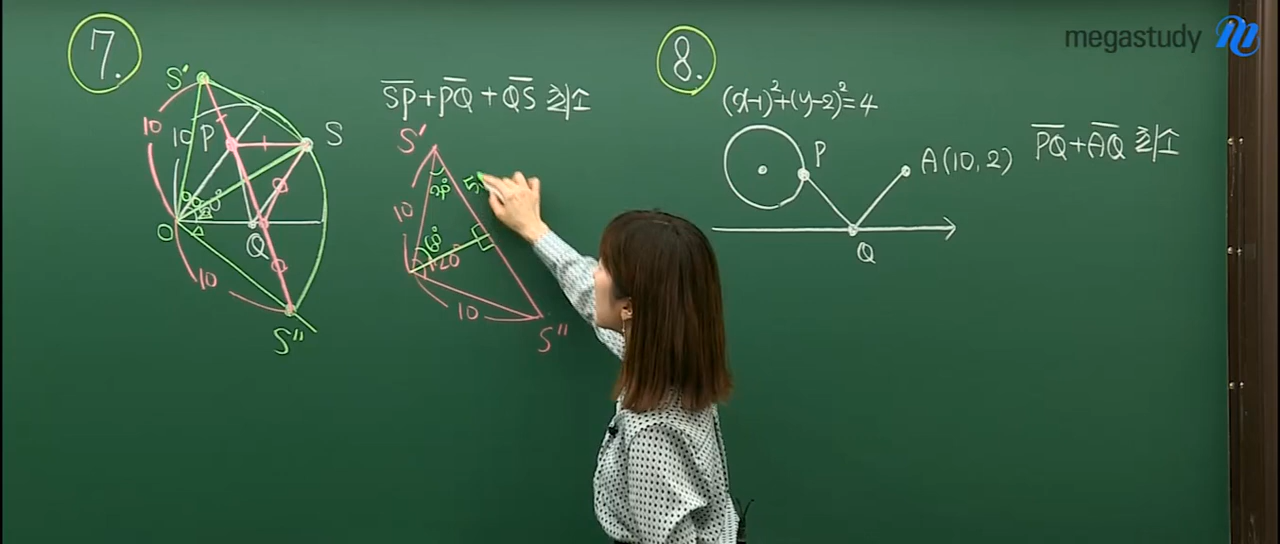 megastudy
7.
S'
S
10
10
P
60°
O
Q
10
S"
SP+PQ+QS 최소
S'
30°
5
10
60°
120
10
S"
8.
(x-1)²+(y-2)²=4
P
A(10,2)
Q
PQ+AQ 최소